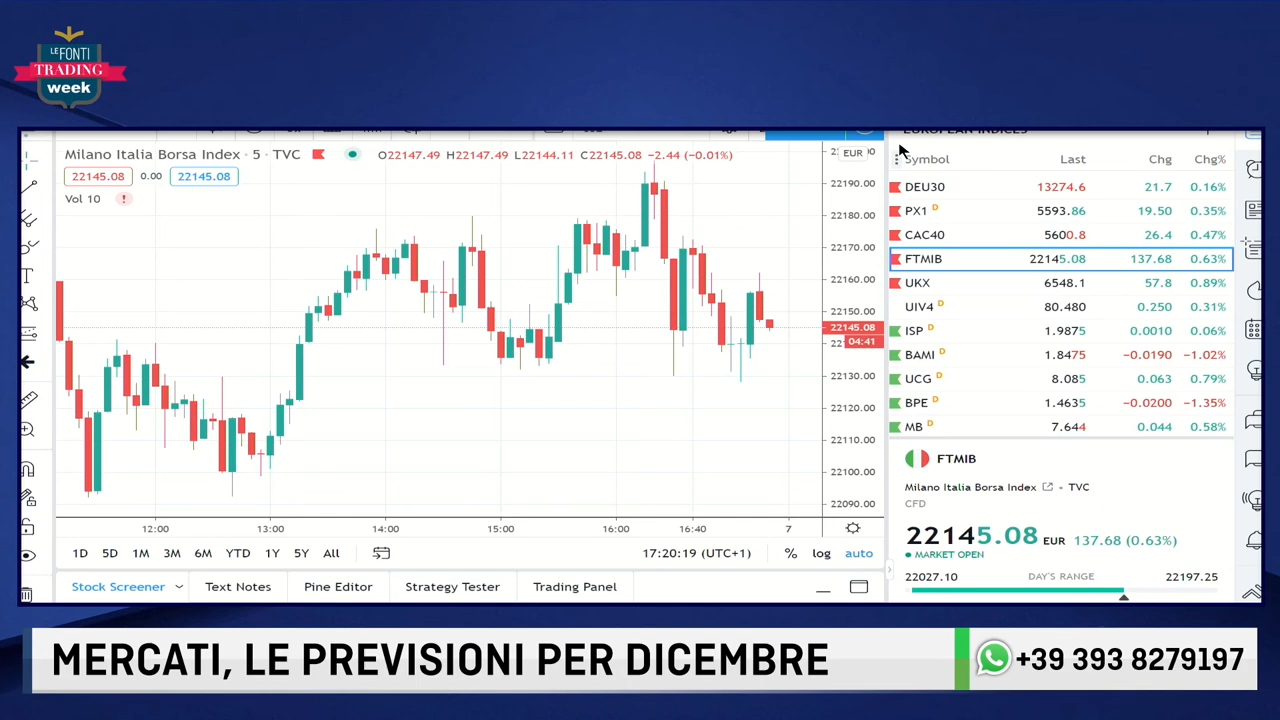 LE FONTI
TRADING
week
EUROPEAN INDICES
Milano Italia Borsa Index · 5 · TVC O22147.49 H22147.49 L22144.11 C22145.08 −2.44 (−0.01%)
EUR
22145.08 0.00 22145.08
Vol 10 !
22190.00
22180.00
22170.00
22160.00
22150.00
22145.08
04:41
22130.00
22120.00
22110.00
22100.00
22090.00
12:00 13:00 14:00 15:00 16:00 16:40 7
1D 5D 1M 3M 6M YTD 1Y 5Y All 17:20:19 (UTC+1) % log auto
Stock Screener Text Notes Pine Editor Strategy Tester Trading Panel
Symbol Last Chg Chg%
DEU30 13274.6 21.7 0.16%
PX1 D 5593.86 19.50 0.35%
CAC40 5600.8 26.4 0.47%
FTMIB 22145.08 137.68 0.63%
UKX 6548.1 57.8 0.89%
UIV4 D 80.480 0.250 0.31%
ISP D 1.9875 0.0010 0.06%
BAMI D 1.8475 −0.0190 −1.02%
UCG D 8.085 0.063 0.79%
BPE D 1.4635 −0.0200 −1.35%
MB D 7.644 0.044 0.58%
FTMIB
Milano Italia Borsa Index · TVC
CFD
22145.08 EUR 137.68 (0.63%)
MARKET OPEN
22027.10 DAY'S RANGE 22197.25
MERCATI, LE PREVISIONI PER DICEMBRE
+39 393 8279197